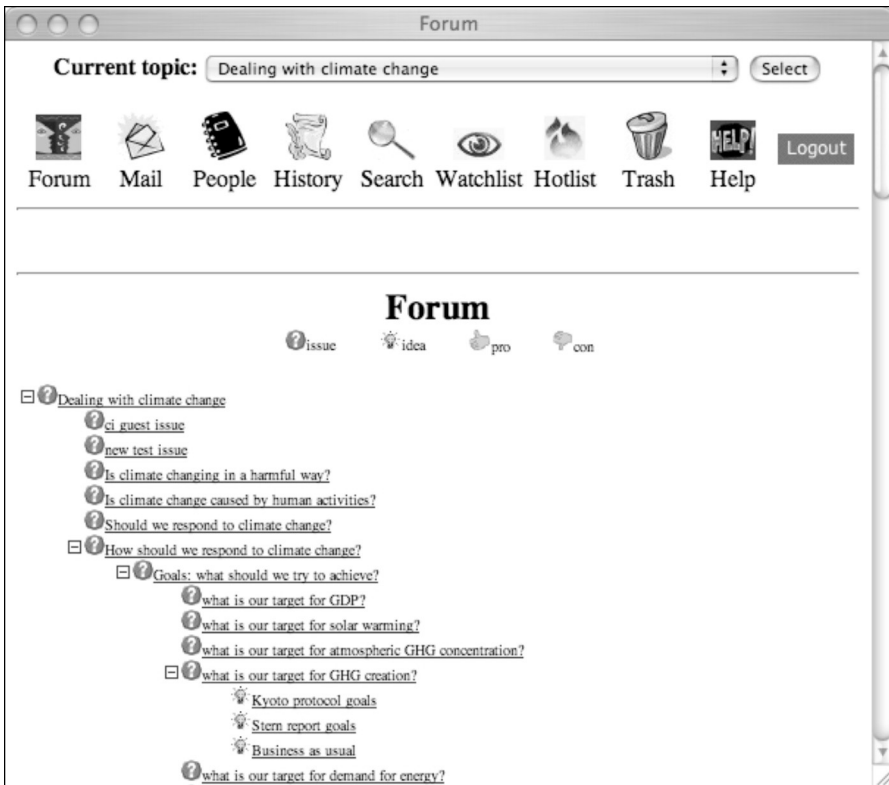 Forum
Current topic: Dealing with climate change Select
HELP!
Forum Mail People History Search Watchlist Hotlist Trash Help Logout
Forum
issue idea pro con
Dealing with climate change
ci guest issue
new test issue
Is climate changing in a harmful way?
Is climate change caused by human activities?
Should we respond to climate change?
How should we respond to climate change?
Goals: what should we try to achieve?
what is our target for GDP?
what is our target for solar warming?
what is our target for atmospheric GHG concentration?
what is our target for GHG creation?
Kyoto protocol goals
Stern report goals
Business as usual
what is our target for demand for energy?